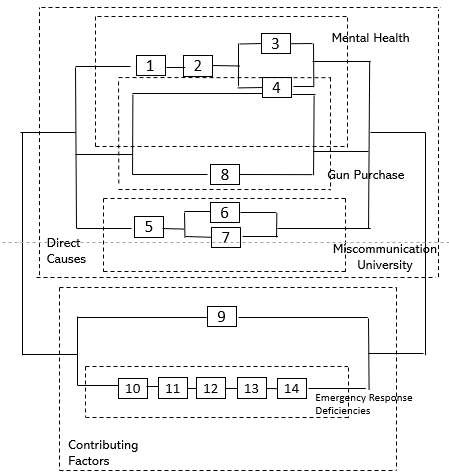 3
Mental Health
1
2
4
8
Gun Purchase
6
5
7
Direct
Causes
Miscommunication
University
9
10
11
12
13
14
Emergency Response
Deficiencies
Contributing
Factors